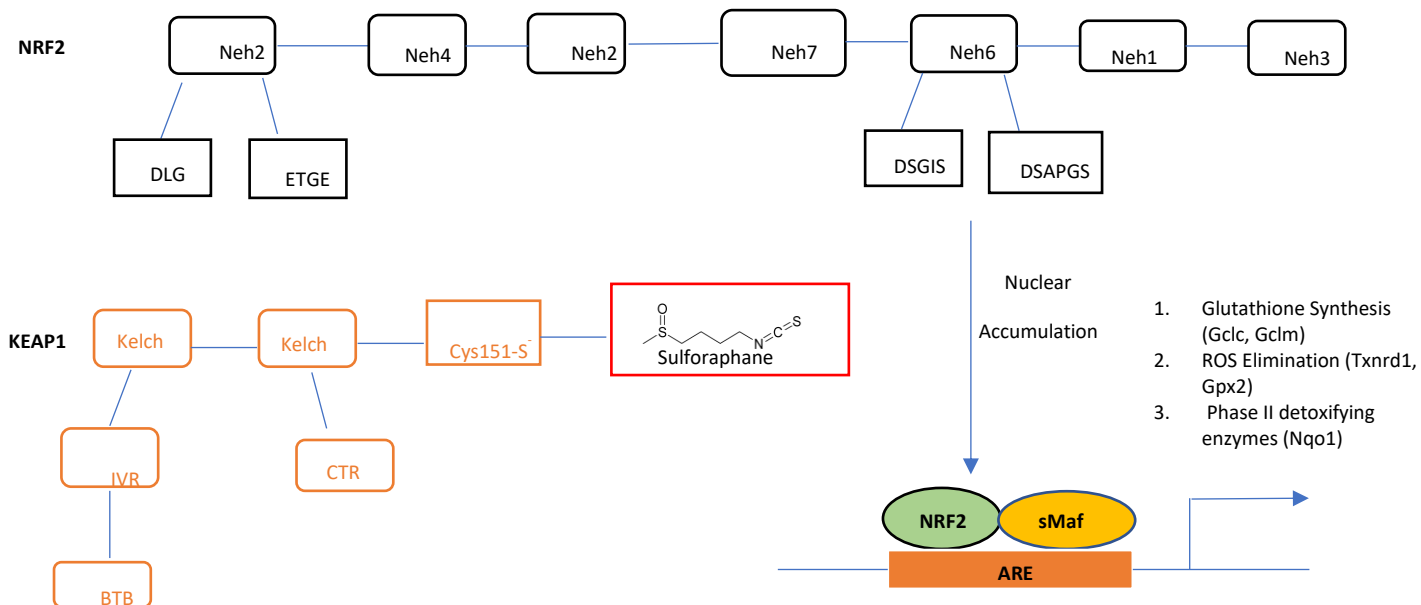 NRF2
Neh2
Neh4
Neh2
Neh7
Neh6
Neh1
Neh3
DLG
ETGE
DSGIS
DSAPGS
KEAP1
Kelch
Kelch
Cys151-S-
O
S
N
C
S
Sulforaphane
IVR
CTR
BTB
Nuclear
Accumulation
1. Glutathione Synthesis
(Gclc, Gclm)
2. ROS Elimination (Txnrd1,
Gpx2)
3. Phase II detoxifying
enzymes (Nqo1)
NRF2
sMaf
ARE